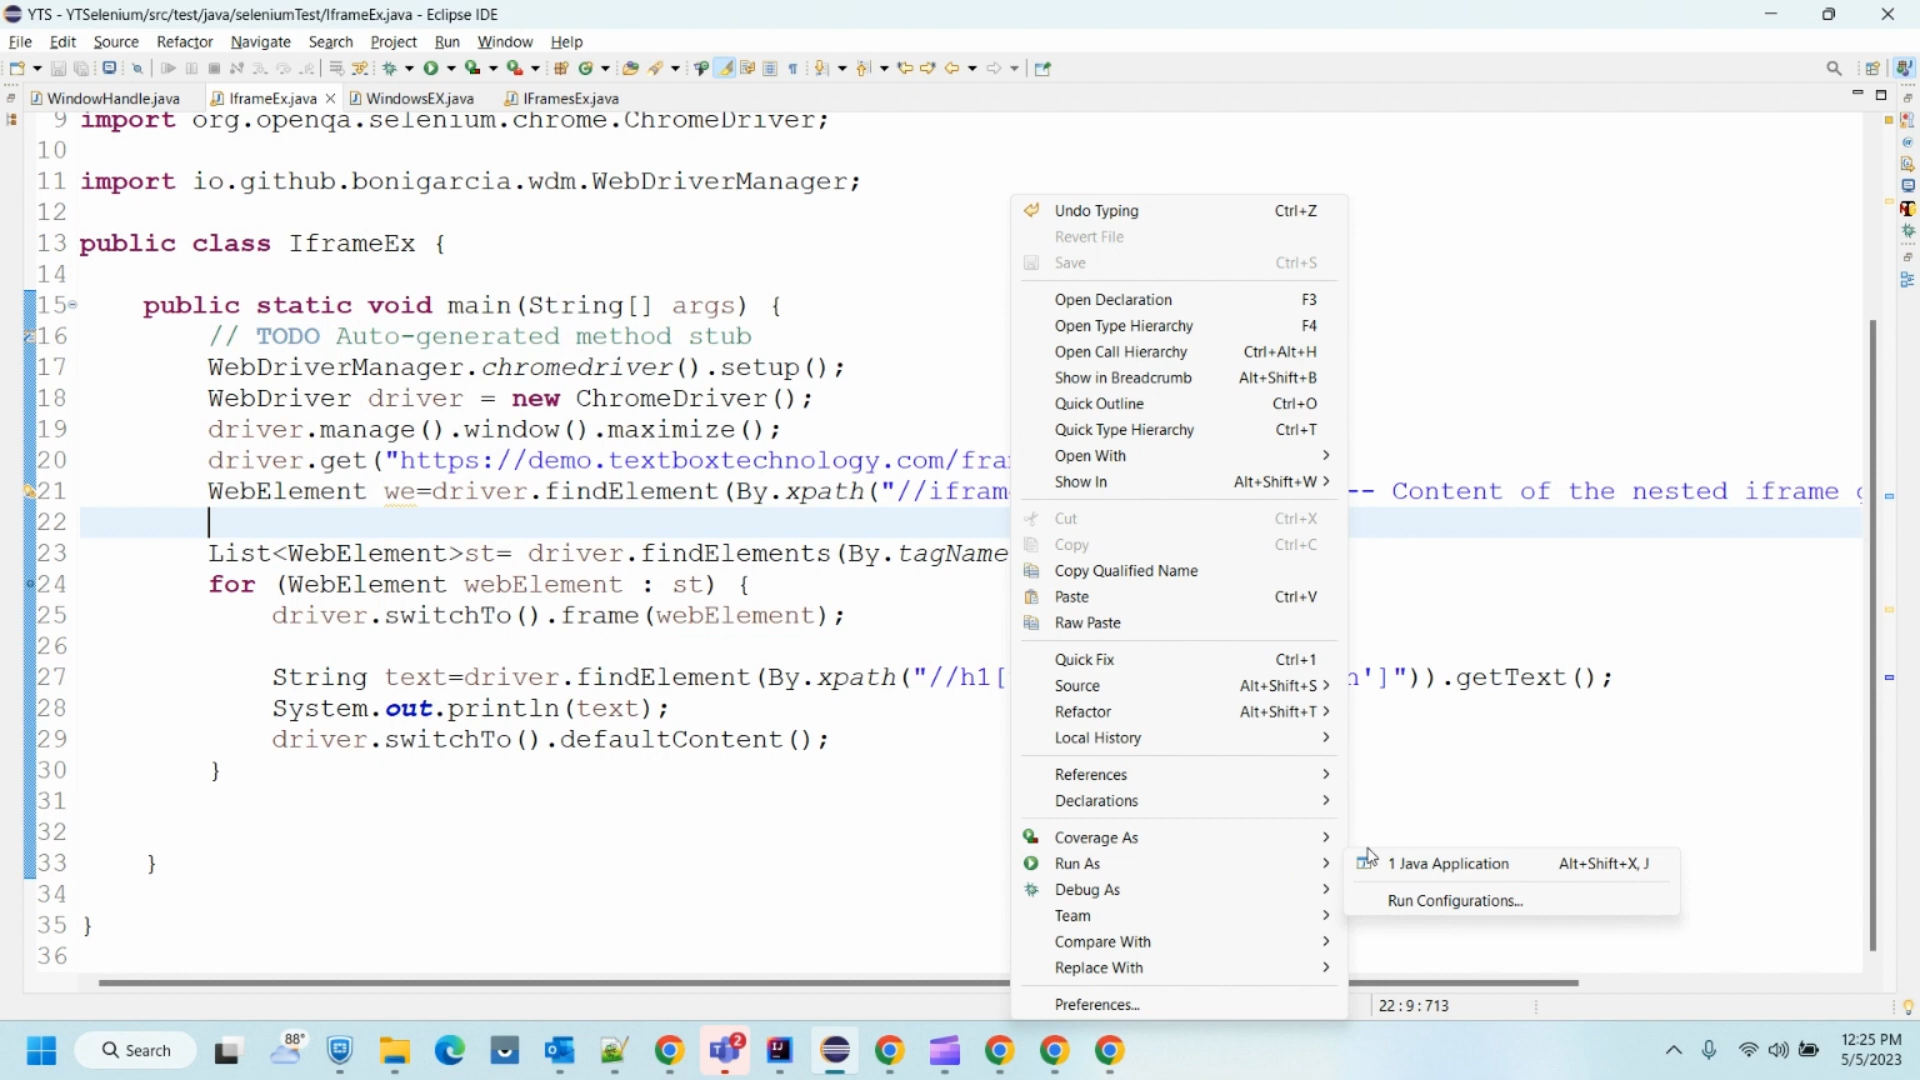 YTS - YTSelenium/src/test/java/seleniumTest/IframeEx.java - Eclipse IDE
File Edit Source Refactor Navigate Search Project Run Window Help
WindowHandle.java IframeEx.java WindowsEX.java IFramesEx.java
9 import org.openqa.selenium.chrome.ChromeDriver;
10
11 import io.github.bonigarcia.wdm.WebDriverManager;
12
13 public class IframeEx {
14
15 public static void main(String[] args) {
16 // TODO Auto-generated method stub
17 WebDriverManager.chromedriver().setup();
18 WebDriver driver = new ChromeDriver();
19 driver.manage().window().maximize();
20 driver.get("https://demo.textboxtechnology.com/fra
21 WebElement we=driver.findElement(By.xpath("//ifram -- Content of the nested iframe
22
23 List<WebElement>st= driver.findElements(By.tagName
24 for (WebElement webElement : st) {
25 driver.switchTo().frame(webElement);
26
27 String text=driver.findElement(By.xpath("//h1[ n']")).getText();
28 System.out.println(text);
29 driver.switchTo().defaultContent();
30 }
31
32
33 }
34
35 }
36
Undo Typing Ctrl+Z
Revert File
Save Ctrl+S
Open Declaration F3
Open Type Hierarchy F4
Open Call Hierarchy Ctrl+Alt+H
Show in Breadcrumb Alt+Shift+B
Quick Outline Ctrl+O
Quick Type Hierarchy Ctrl+T
Open With
Show In Alt+Shift+W
Cut Ctrl+X
Copy Ctrl+C
Copy Qualified Name
Paste Ctrl+V
Raw Paste
Quick Fix Ctrl+1
Source Alt+Shift+S
Refactor Alt+Shift+T
Local History
References
Declarations
Coverage As
Run As
Debug As
Team
Compare With
Replace With
Preferences...
1 Java Application Alt+Shift+X, J
Run Configurations...
22 : 9 : 713
Search
88°
2
12:25 PM
5/5/2023